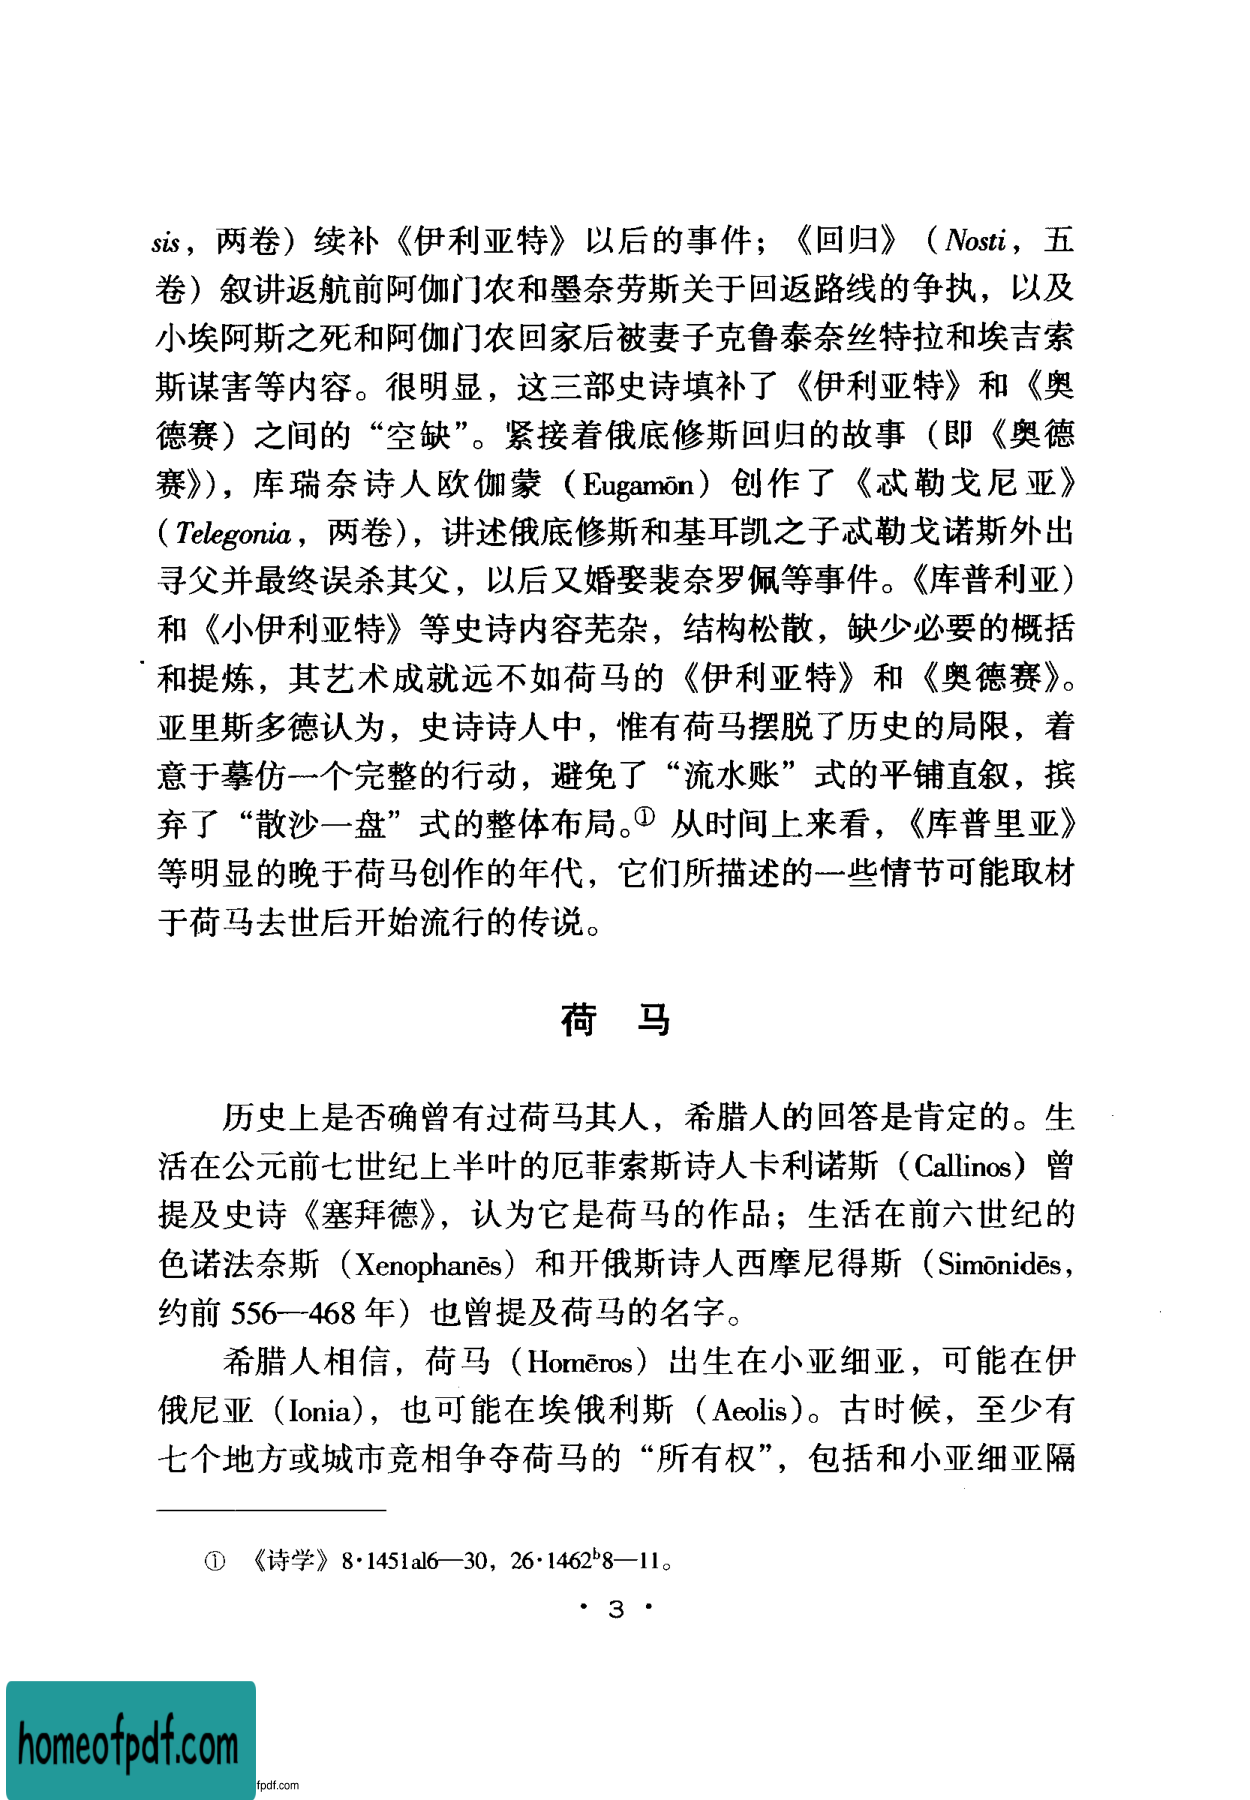 sis，两卷）续补《伊利亚特》以后的事件；《回归》（Nosti，五
卷）叙讲返航前阿伽门农和墨奈劳斯关于回返路线的争执，以及
小埃阿斯之死和阿伽门农回家后被妻子克鲁泰奈丝特拉和埃吉索
斯谋害等内容。很明显，这三部史诗填补了《伊利亚特》和《奥
德赛）之间的“空缺”。紧接着俄底修斯回归的故事（即《奥德
赛》），库瑞奈诗人欧伽蒙（Eugamōn）创作了《忒勒戈尼亚》
（Telegonia，两卷），讲述俄底修斯和基耳凯之子忒勒戈诺斯外出
寻父并最终误杀其父，以后又婚娶裴奈罗佩等事件。《库普利亚）
和《小伊利亚特》等史诗内容芜杂，结构松散，缺少必要的概括
和提炼，其艺术成就远不如荷马的《伊利亚特》和《奥德赛》。
亚里斯多德认为，史诗诗人中，惟有荷马摆脱了历史的局限，着
意于摹仿一个完整的行动，避免了“流水账”式的平铺直叙，摈
弃了“散沙一盘”式的整体布局。① 从时间上来看，《库普里亚》
等明显的晚于荷马创作的年代，它们所描述的一些情节可能取材
于荷马去世后开始流行的传说。
荷 马
历史上是否确曾有过荷马其人，希腊人的回答是肯定的。生
活在公元前七世纪上半叶的厄菲索斯诗人卡利诺斯（Callinos）曾
提及史诗《塞拜德》，认为它是荷马的作品；生活在前六世纪的
色诺法奈斯（Xenophanēs）和开俄斯诗人西摩尼得斯（Simōnidēs，
约前 556—468 年）也曾提及荷马的名字。
希腊人相信，荷马（Homēros）出生在小亚细亚，可能在伊
俄尼亚（Ionia），也可能在埃俄利斯（Aeolis）。古时候，至少有
七个地方或城市竞相争夺荷马的“所有权”，包括和小亚细亚隔
① 《诗学》8·1451al6—30，26·1462ᵇ8—11。
· 3 ·
homeofpdf.com
fpdf.com